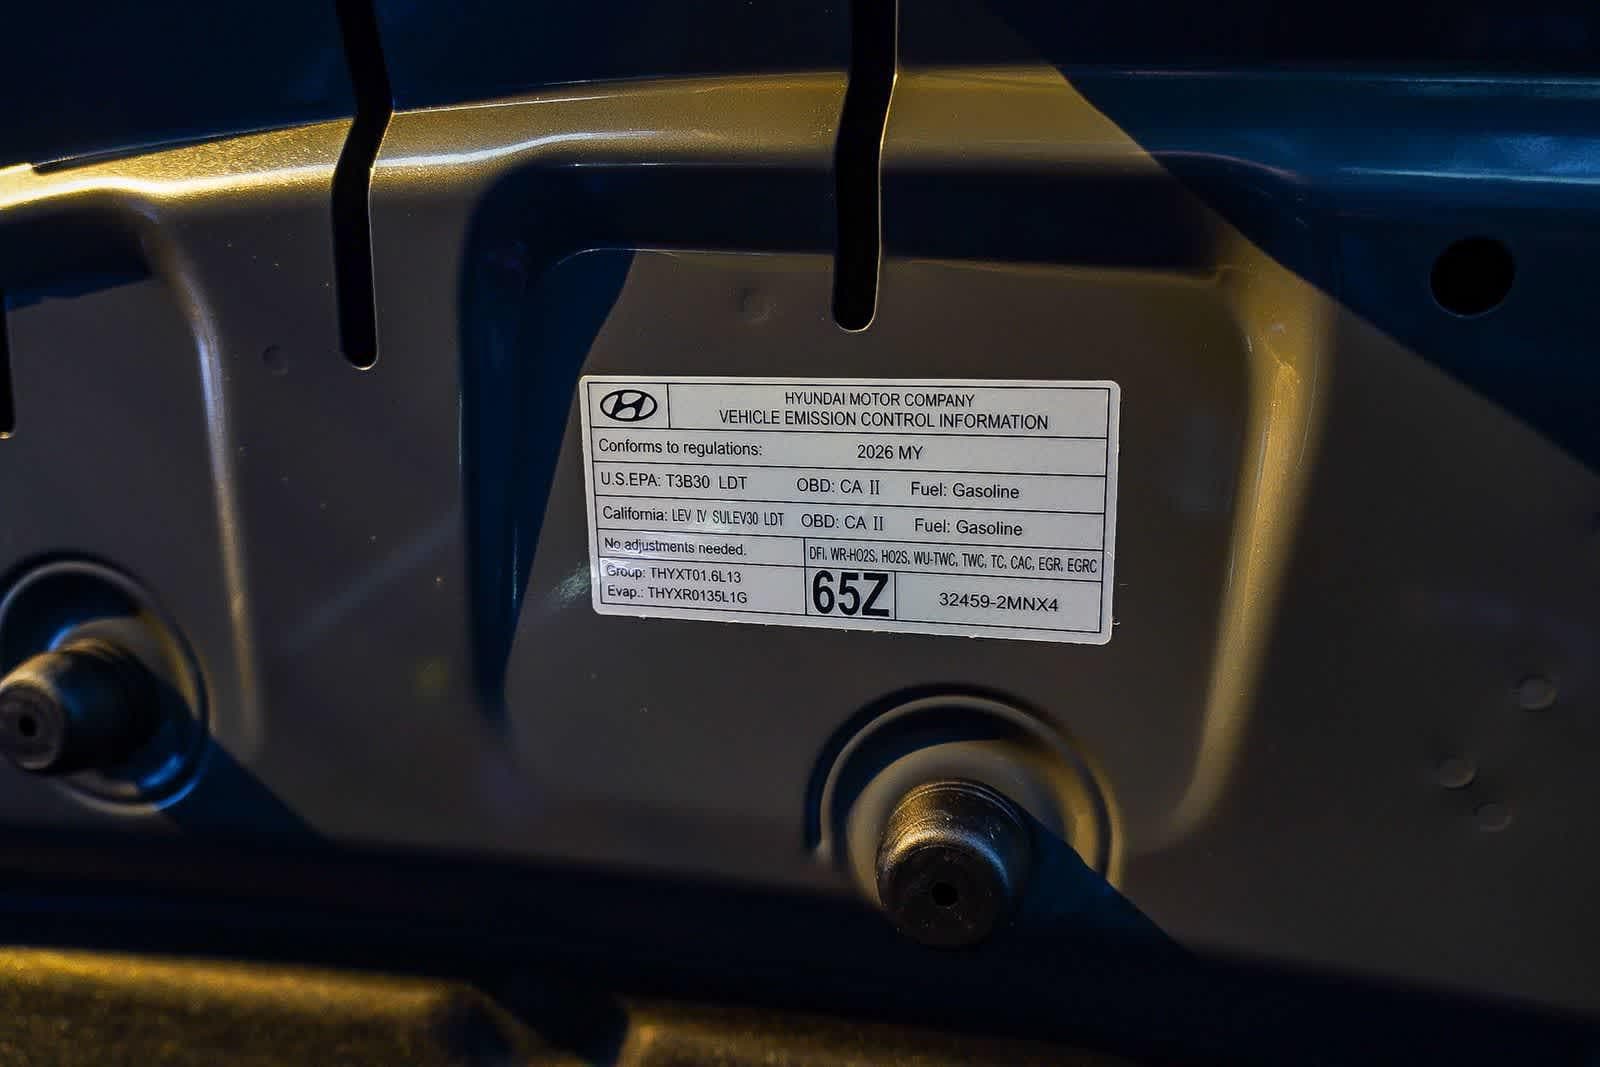 HYUNDAI MOTOR COMPANY
VEHICLE EMISSION CONTROL INFORMATION
Conforms to regulations: 2026 MY
U.S.EPA: T3B30 LDT OBD: CA II Fuel: Gasoline
California: LEV IV SULEV30 LDT OBD: CA II Fuel: Gasoline
No adjustments needed.
DFI, WR-HO2S, HO2S, WU-TWC, TWC, TC, CAC, EGR, EGRC
Group: THYXT01.6L13
Evap.: THYXR0135L1G
65Z
32459-2MNX4